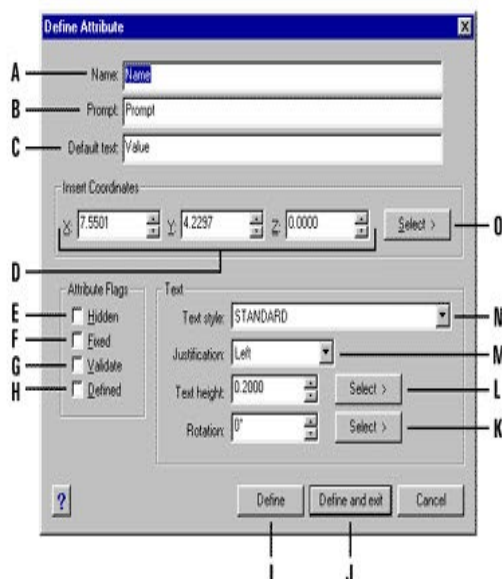 Define Attribute
A Name: Name
B Prompt: Prompt
C Default text: Value
Insert Coordinates
X: 7.5501 Y: 4.2297 Z: 0.0000 Select > O
D
Attribute Flags Text
E Hidden Text style: STANDARD N
F Fixed
G Validate Justification: Left M
H Defined Text height: 0.2000 Select > L
Rotation: 0° Select > K
? Define Define and exit Cancel
I J